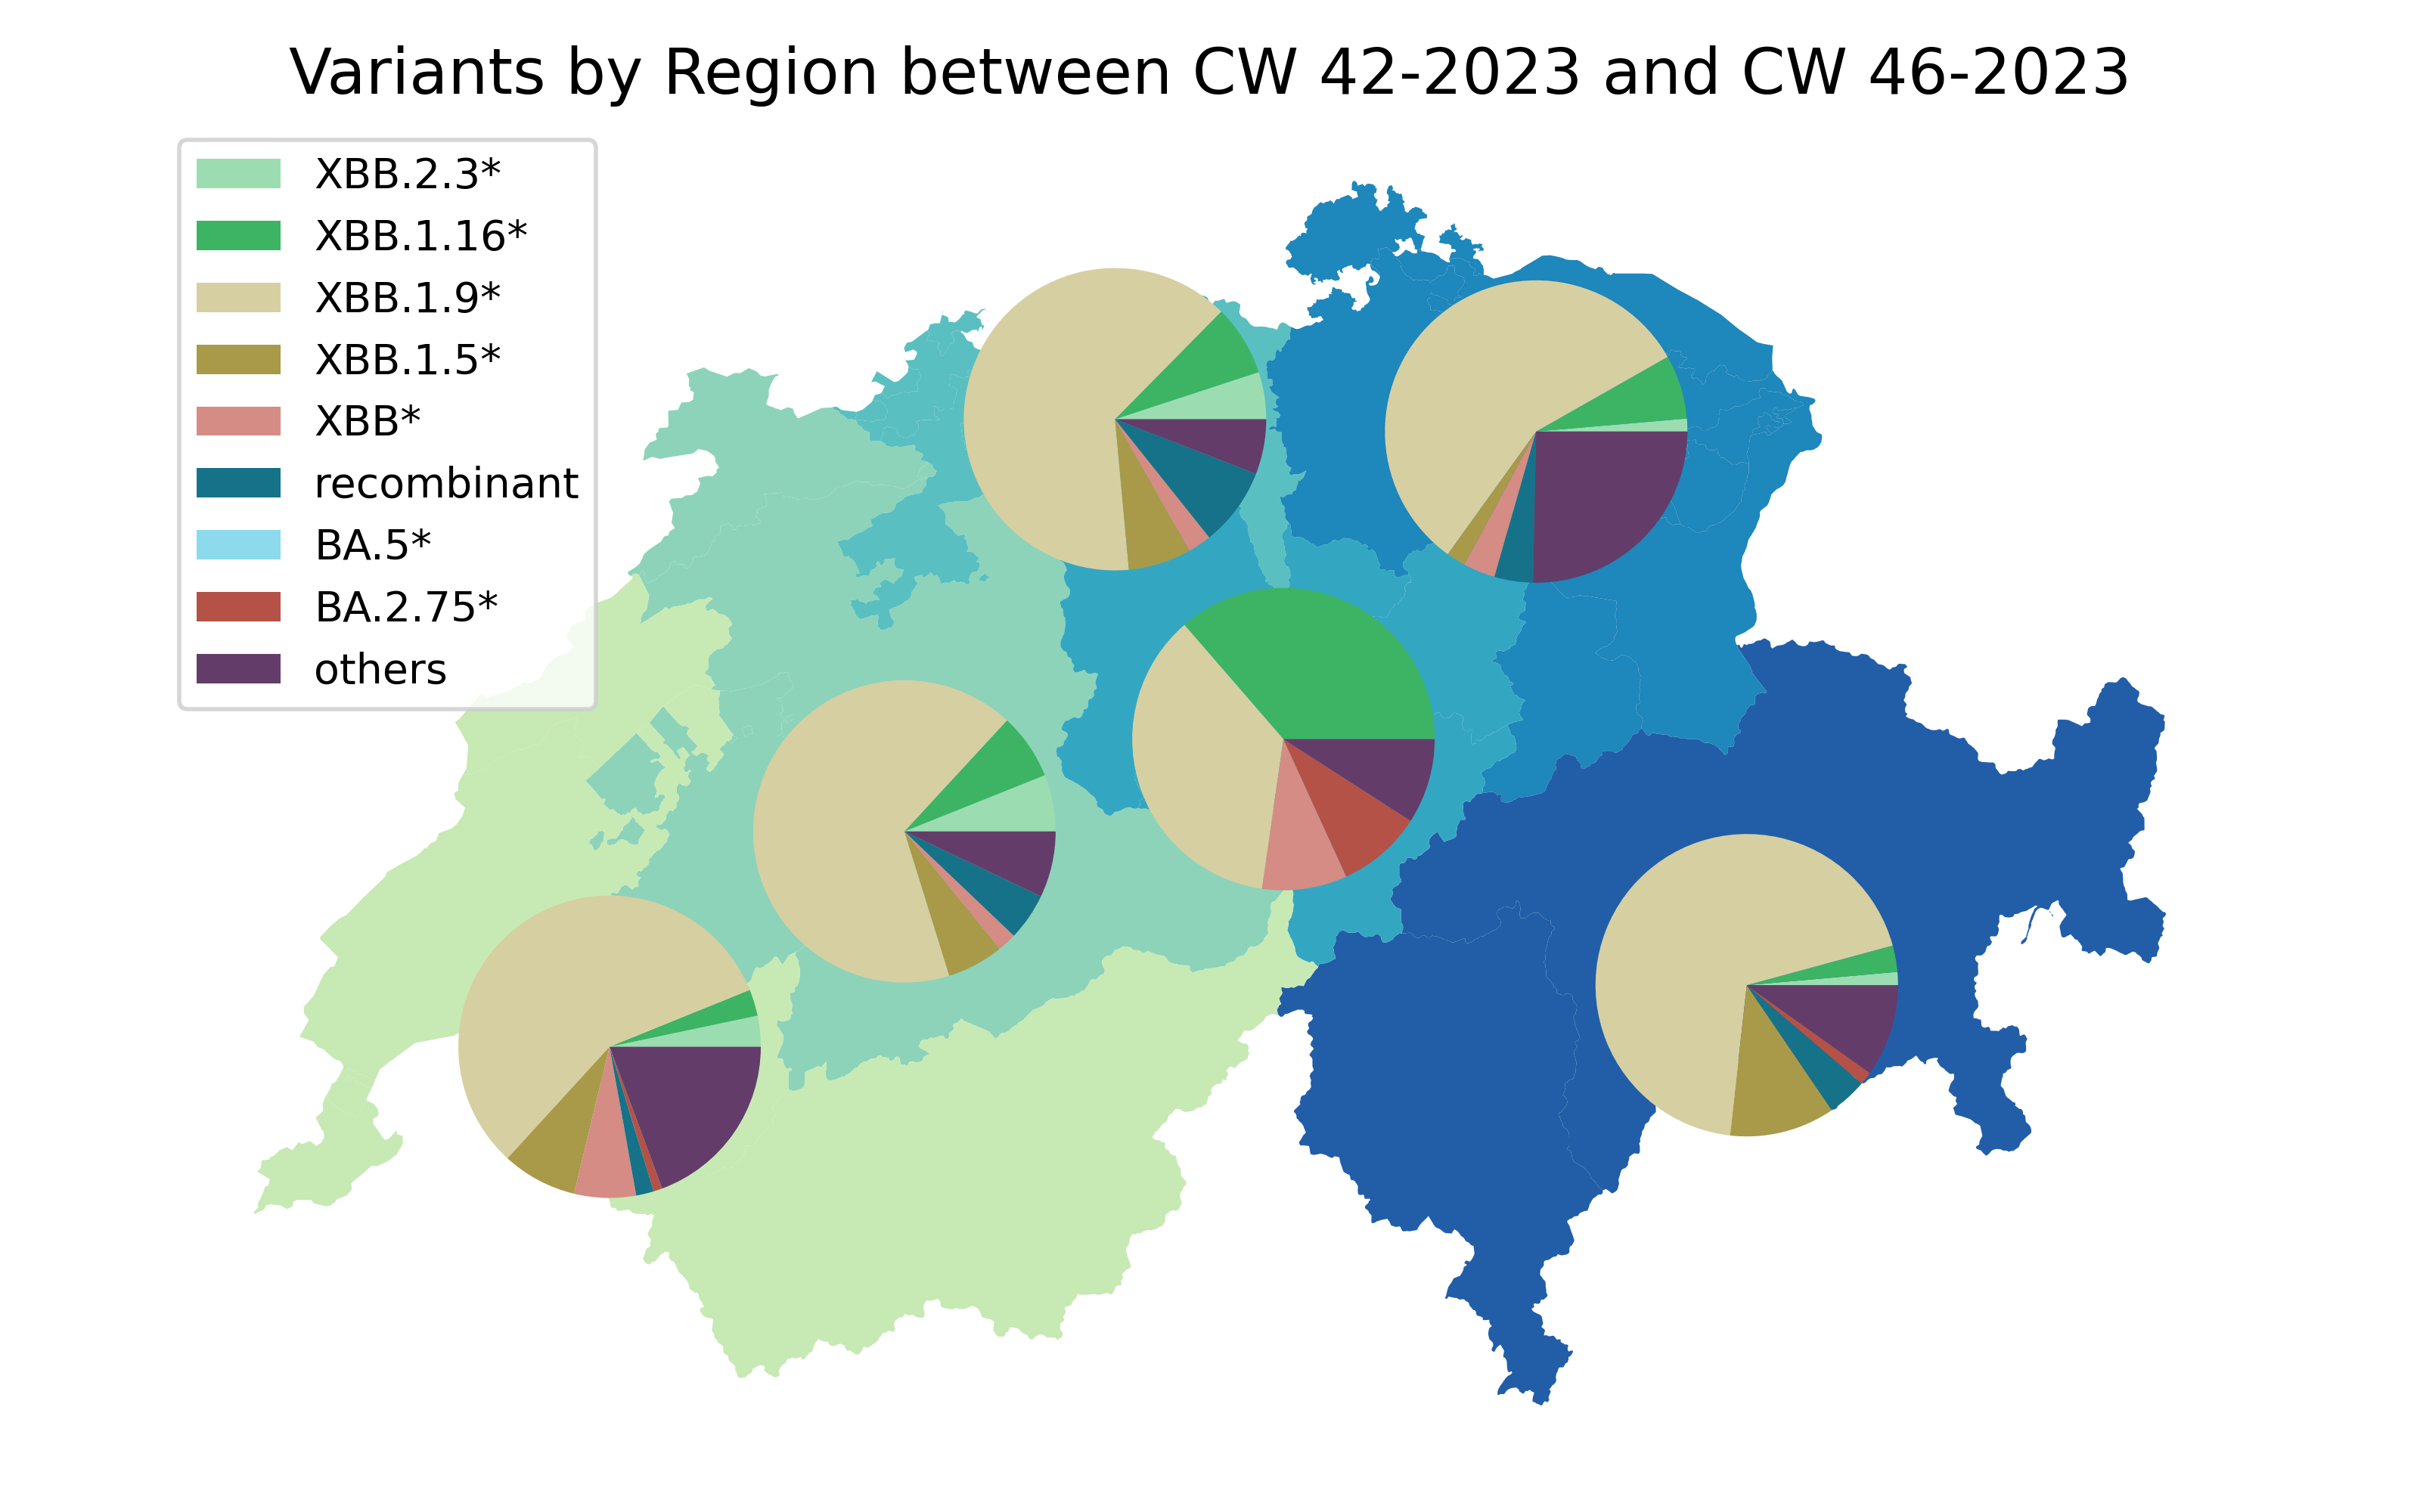 Variants by Region between CW 42-2023 and CW 46-2023
XBB.2.3*
XBB.1.16*
XBB.1.9*
XBB.1.5*
XBB*
recombinant
BA.5*
BA.2.75*
others